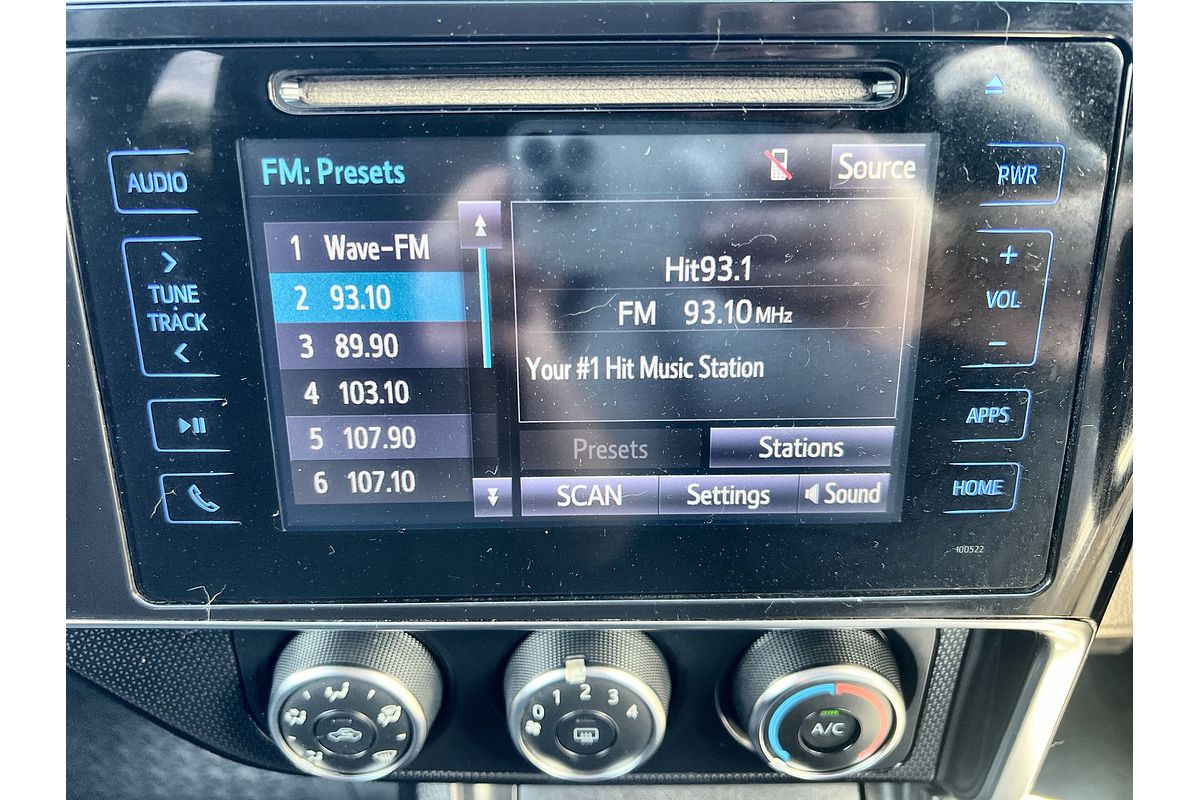 AUDIO
TUNE
TRACK
FM: Presets
Source
1 Wave-FM
2 93.10
3 89.90
4 103.10
5 107.90
6 107.10
Hit93.1
FM 93.10 MHz
Your #1 Hit Music Station
Presets
Stations
SCAN
Settings
Sound
PWR
+
VOL
-
APPS
HOME
100522
0 1 2 3 4
A/C